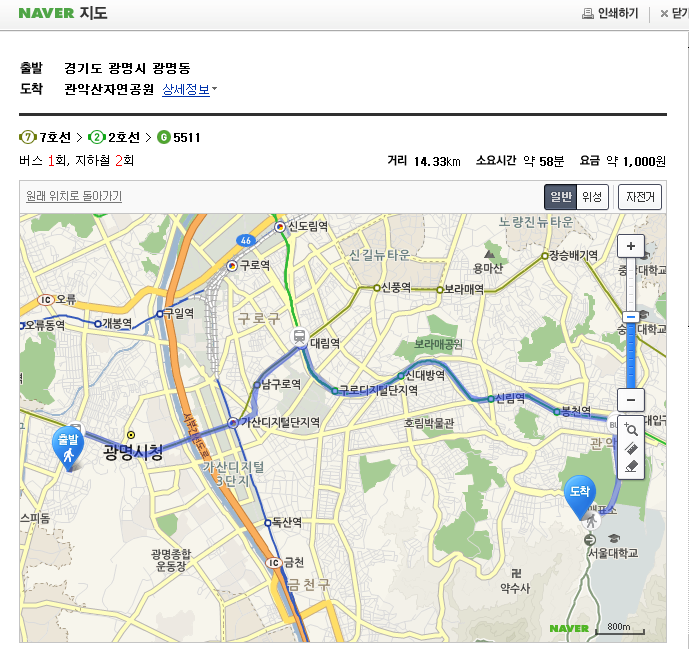 NAVER 지도
인쇄하기
닫기
출발 경기도 광명시 광명동
도착 관악산자연공원 상세정보
7 7호선 > 2 2호선 > G 5511
버스 1회, 지하철 2회
거리 14.33km 소요시간 약 58분 요금 약 1,000원
원래 위치로 돌아가기
일반 위성 자전거
노량진뉴타운
신도림역
46
신길뉴타운
장승배기역
용마산
구로역
신풍역
보라매역
IC 오류
구일역
구로구
오류동역
개봉역
대림역
보라매공원
신대방역
남구로역
구로디지털단지역
신림역
봉천역
가산디지털단지역
호림박물관
출발
광명시청
서부간선도로
가산디지털
3단지
도착
스피돔
독산역
서울대학교
광명종합
운동장
IC 금천
금천구
약수사
NAVER
800m